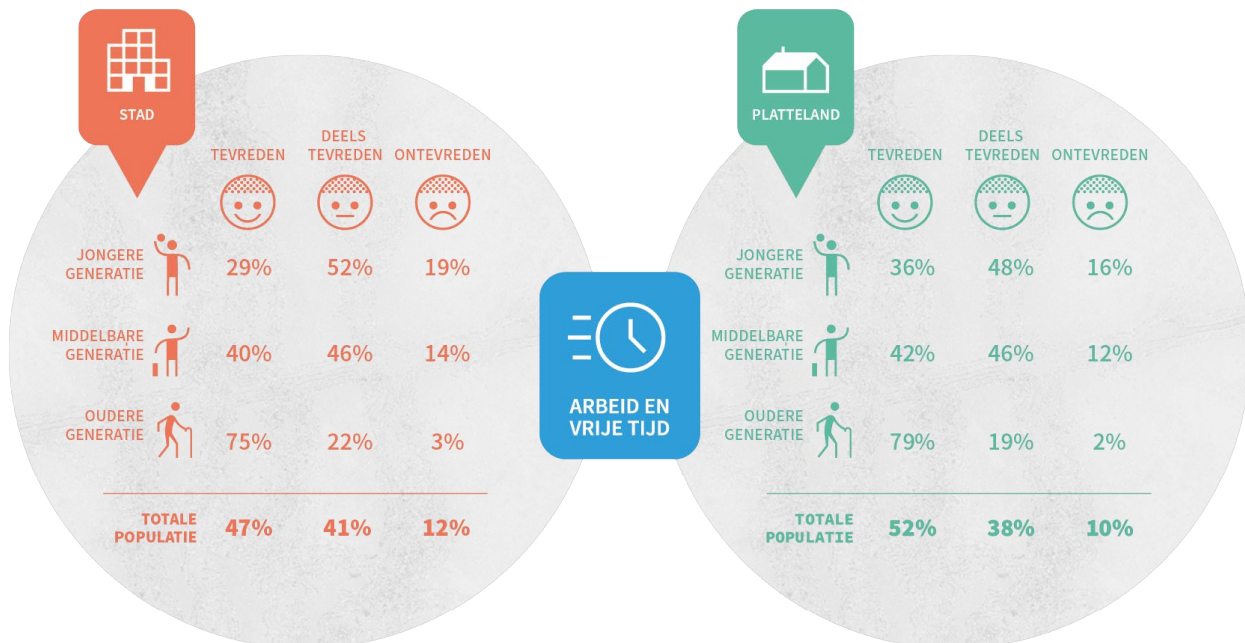 STAD
TEVREDEN
DEELS
TEVREDEN
ONTEVREDEN
JONGERE
GENERATIE
29% 52% 19%
MIDDELBARE
GENERATIE
40% 46% 14%
OUDERE
GENERATIE
75% 22% 3%
TOTALE
POPULATIE
47% 41% 12%
ARBEID EN
VRIJE TIJD
PLATTELAND
TEVREDEN
DEELS
TEVREDEN
ONTEVREDEN
JONGERE
GENERATIE
36% 48% 16%
MIDDELBARE
GENERATIE
42% 46% 12%
OUDERE
GENERATIE
79% 19% 2%
TOTALE
POPULATIE
52% 38% 10%